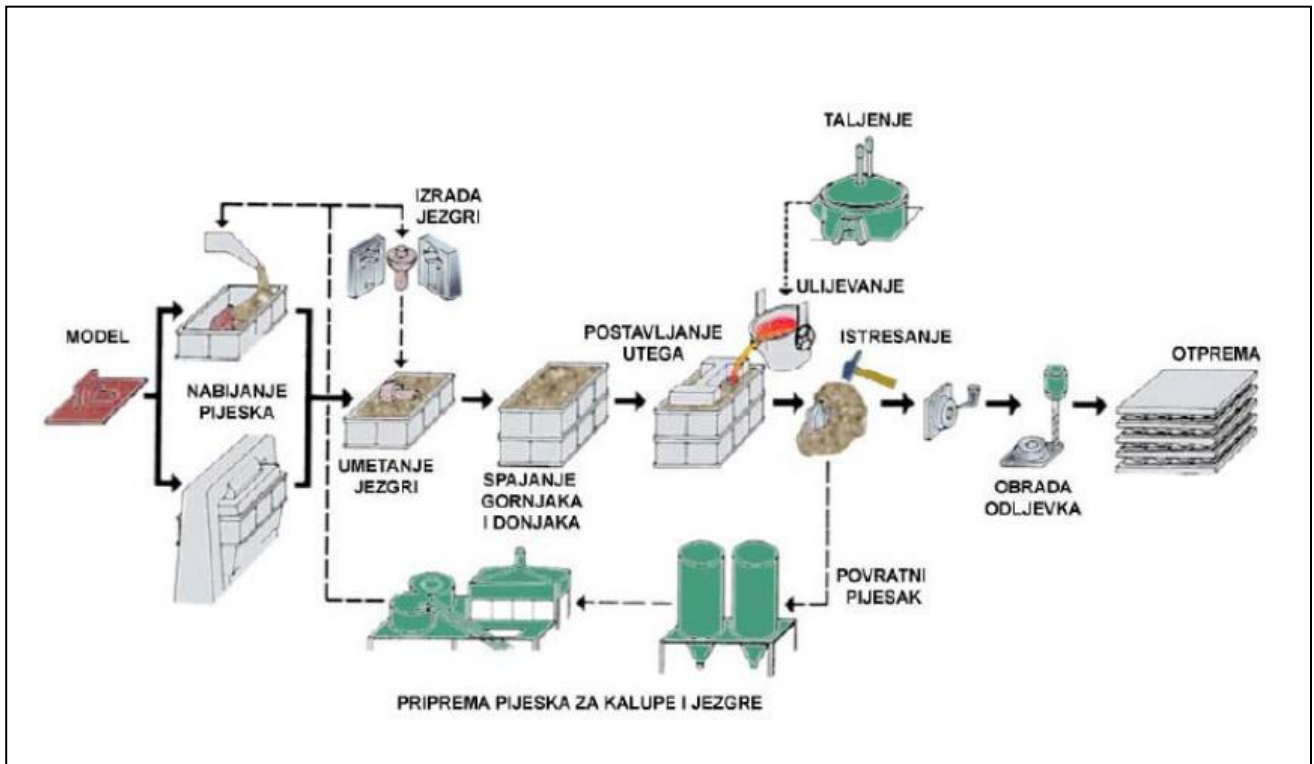 TALJENJE
IZRADA
JEZGRI
ULIJEVANJE
MODEL
NABIJANJE
PIJESKA
POSTAVLJANJE
UTEGA
ISTRESANJE
OTPREMA
UMETANJE
JEZGRI
SPAJANJE
GORNJAKA
I DONJAKA
OBRADA
ODLJEVKA
POVRATNI
PIJESAK
PRIPREMA PIJESKA ZA KALUPE I JEZGRE